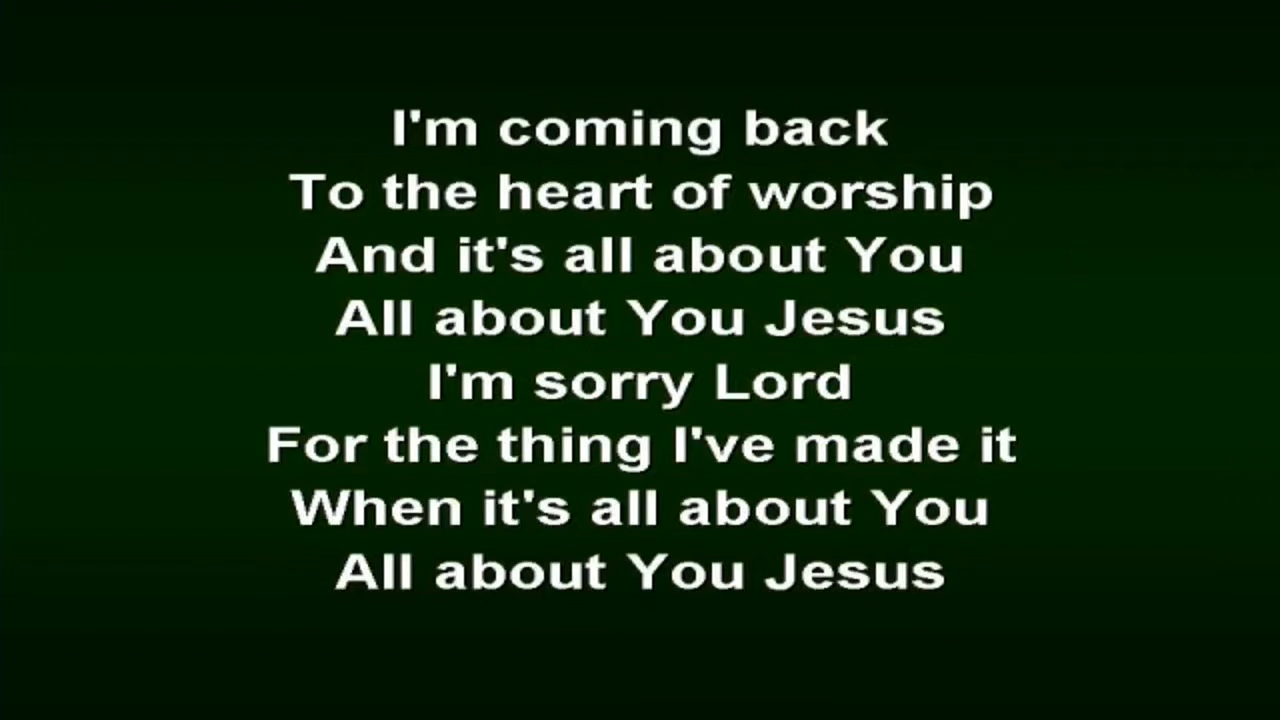 I'm coming back
To the heart of worship
And it's all about You
All about You Jesus
I'm sorry Lord
For the thing I've made it
When it's all about You
All about You Jesus